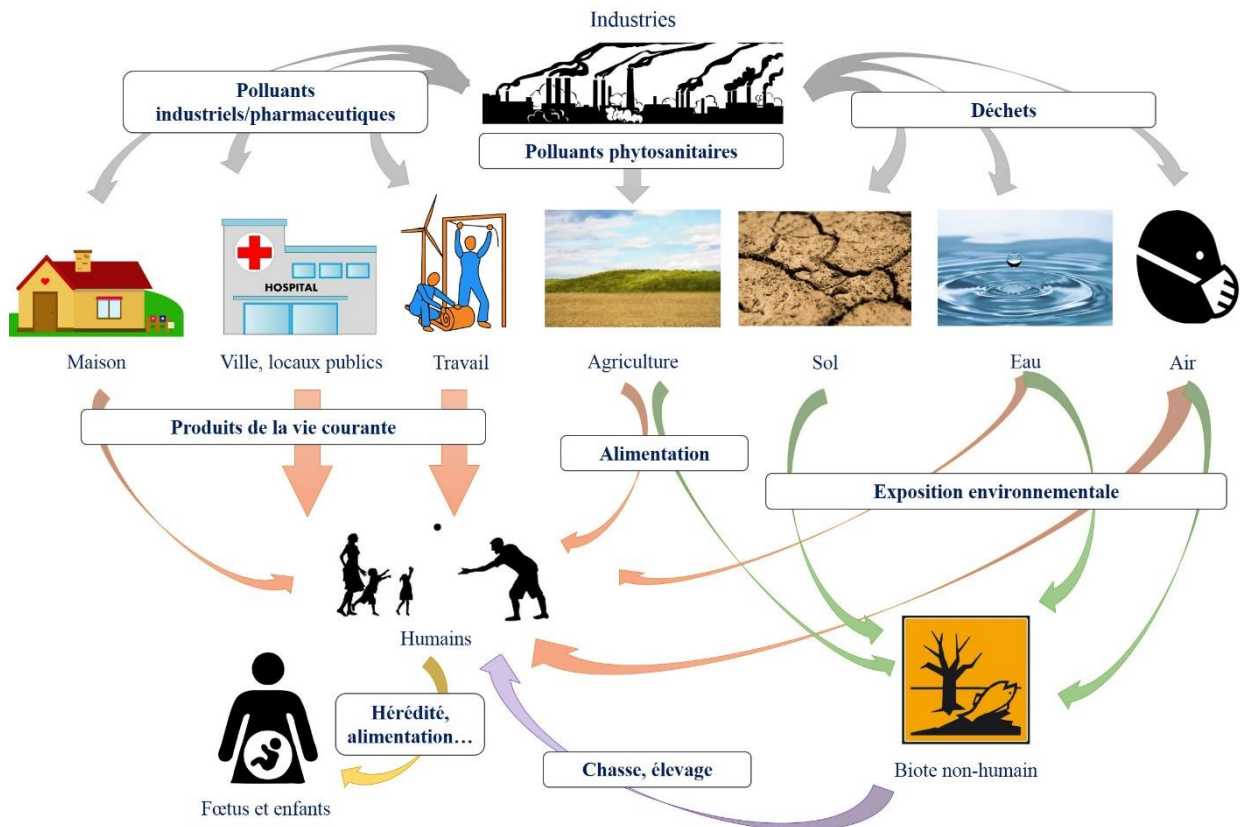 Industries
Polluants
industriels/pharmaceutiques
Déchets
Polluants phytosanitaires
HOSPITAL
Maison
Ville, locaux publics
Travail
Agriculture
Sol
Eau
Air
Produits de la vie courante
Alimentation
Exposition environnementale
Humains
Hérédité,
alimentation…
Chasse, élevage
Biote non-humain
Fœtus et enfants